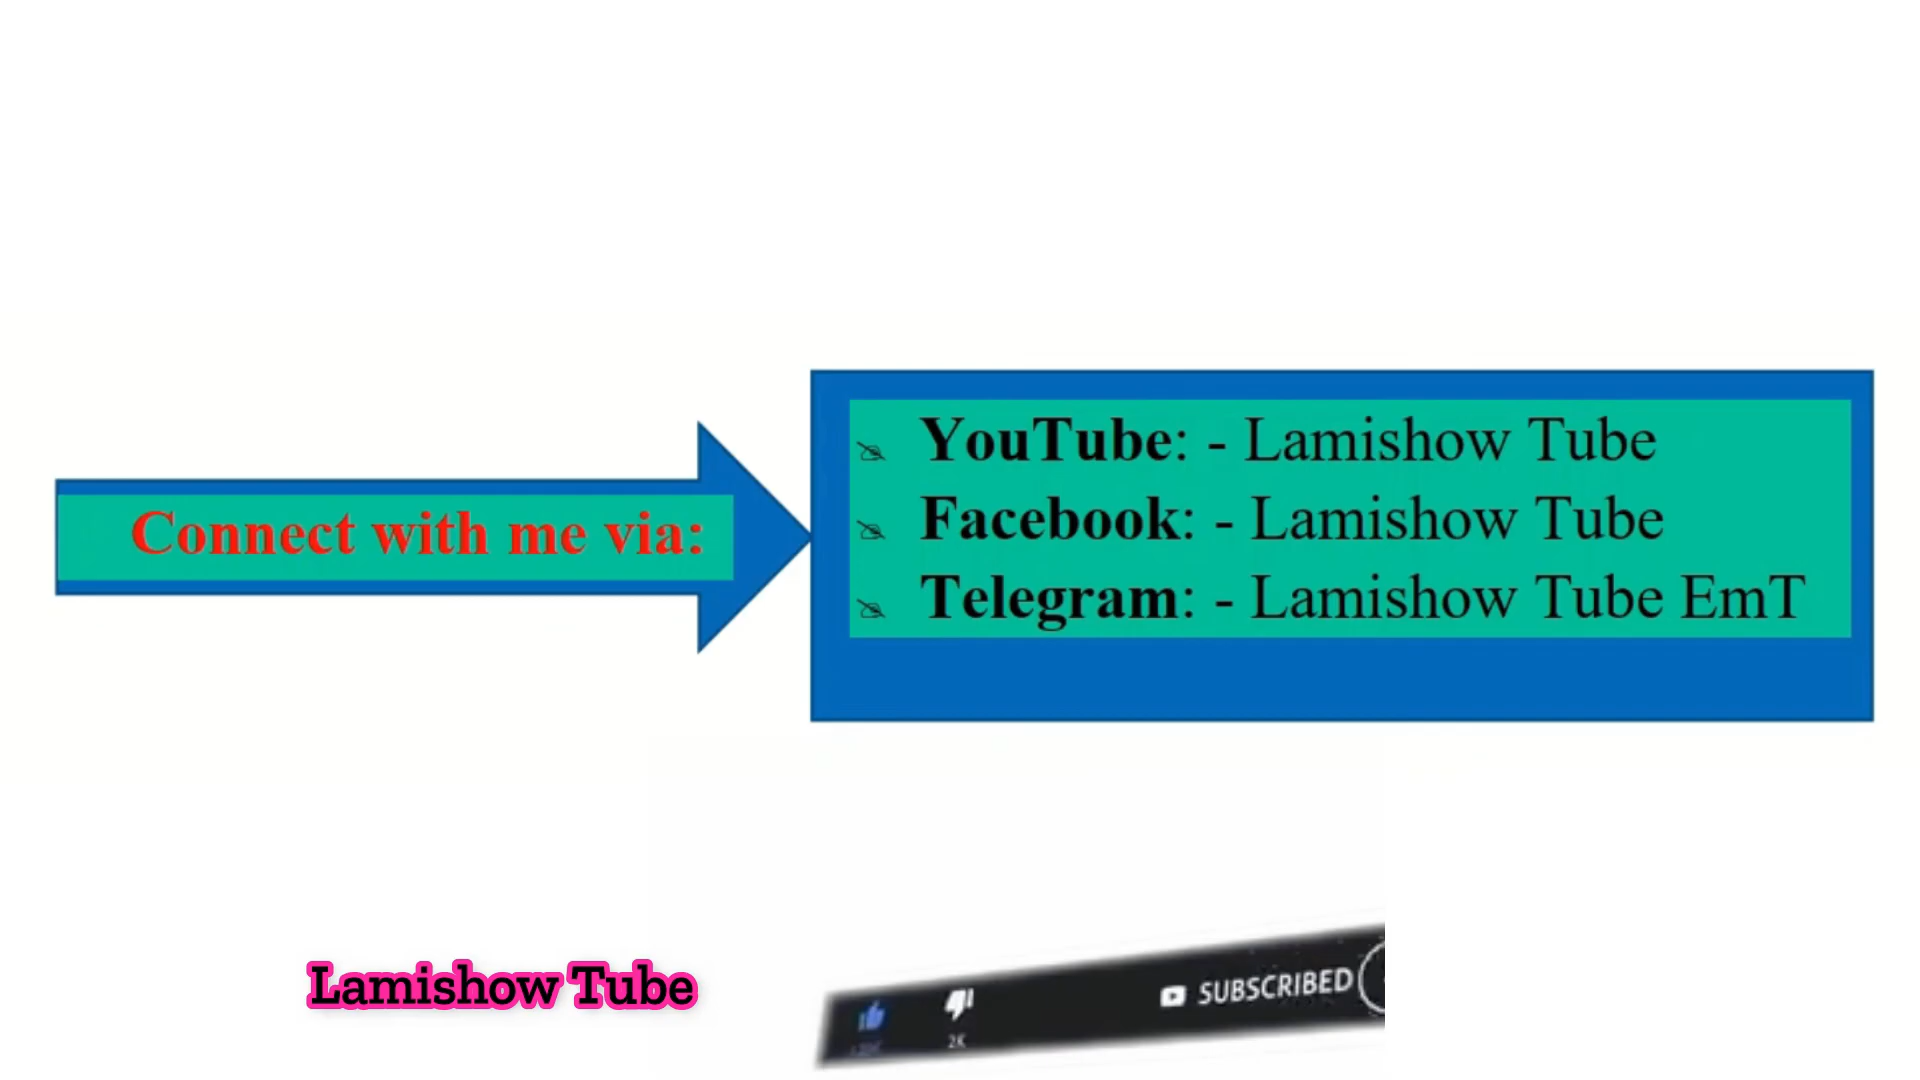 YouTube: - Lamishow Tube
Connect with me via:
Facebook: - Lamishow Tube
Telegram: - Lamishow Tube EmT
Lamishow Tube
SUBSCRIBED
2K